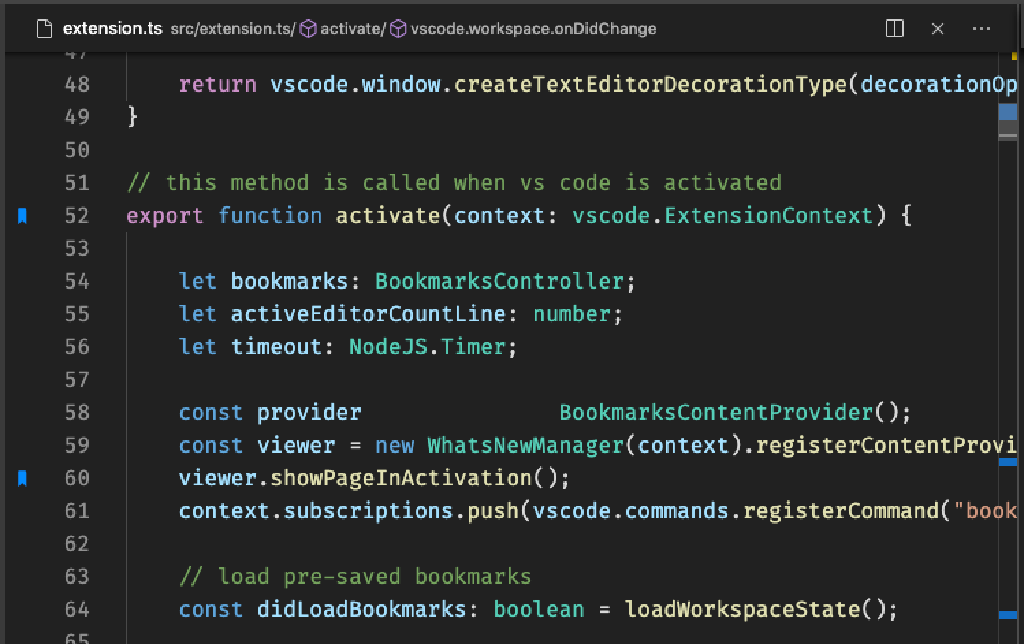 extension.ts src/extension.ts/ activate/ vscode.workspace.onDidChange
47
48 return vscode.window.createTextEditorDecorationType(decorationOp
49 }
50
51 // this method is called when vs code is activated
52 export function activate(context: vscode.ExtensionContext) {
53
54 let bookmarks: BookmarksController;
55 let activeEditorCountLine: number;
56 let timeout: NodeJS.Timer;
57
58 const provider BookmarksContentProvider();
59 const viewer = new WhatsNewManager(context).registerContentProvi
60 viewer.showPageInActivation();
61 context.subscriptions.push(vscode.commands.registerCommand("book
62
63 // load pre-saved bookmarks
64 const didLoadBookmarks: boolean = loadWorkspaceState();
65